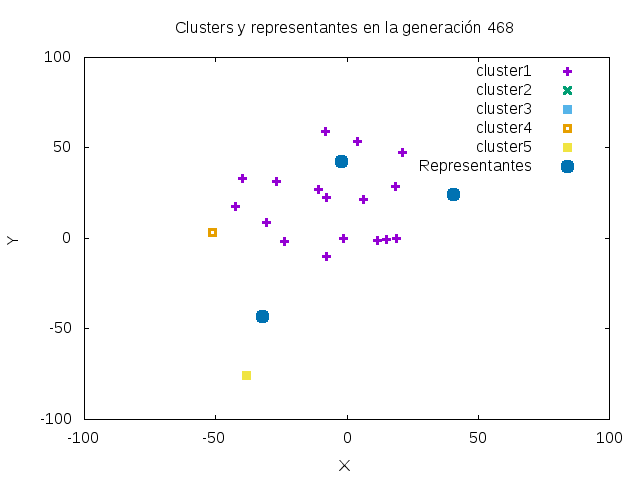 Clusters y representantes en la generación 468
100
50
0
-50
-100
-100 -50 0 50 100
X
Y
cluster1
cluster2
cluster3
cluster4
cluster5
Representantes